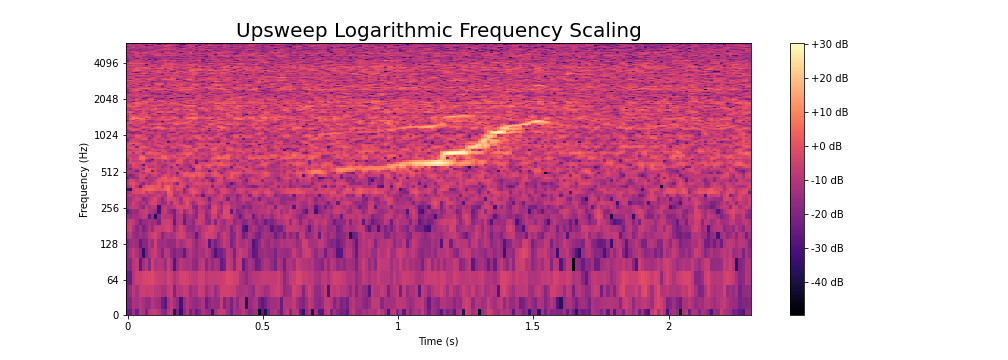 Upsweep Logarithmic Frequency Scaling
Frequency (Hz)
4096
2048
1024
512
256
128
64
0
0
0.5
1
1.5
2
Time (s)
+30 dB
+20 dB
+10 dB
+0 dB
-10 dB
-20 dB
-30 dB
-40 dB